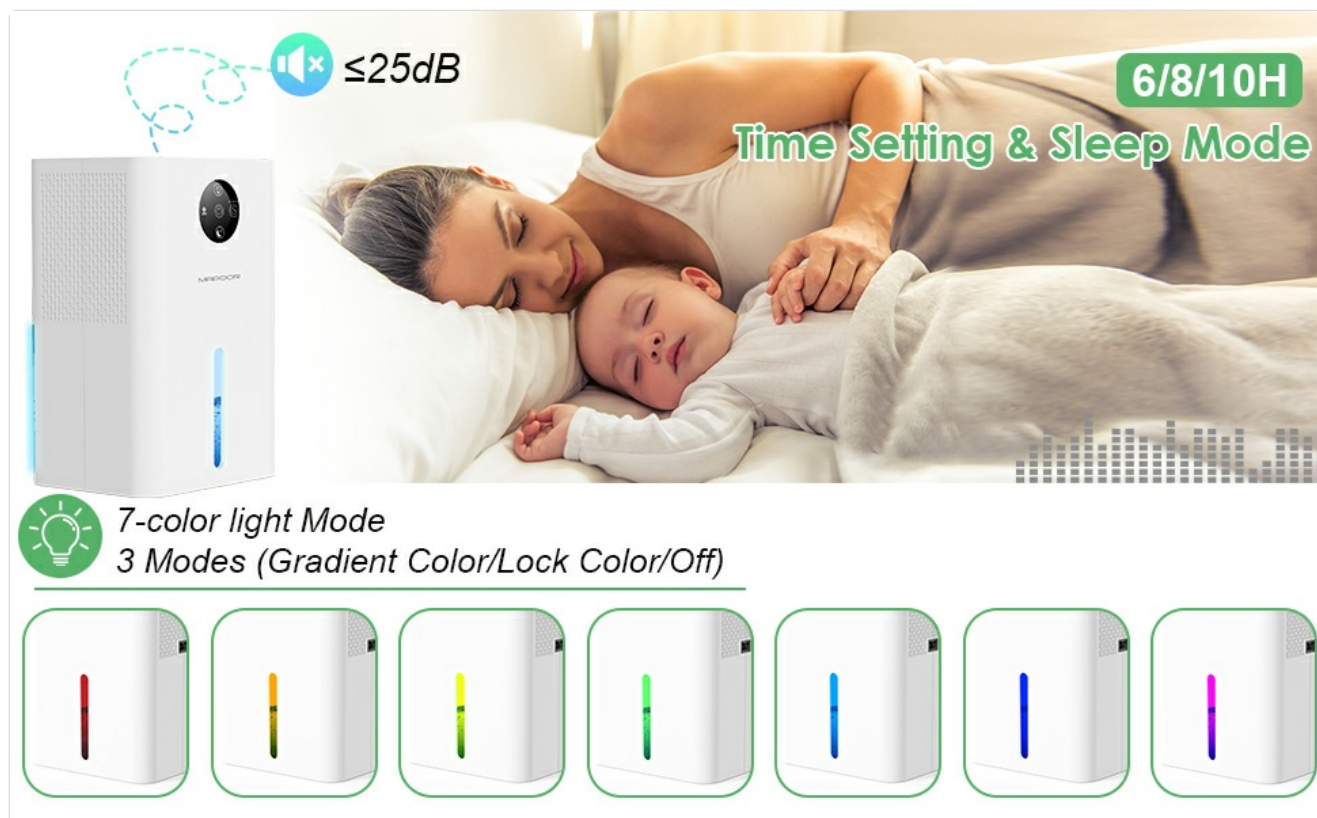 ≤25dB
6/8/10H
Time Setting & Sleep Mode
MAPOOR
7-color light Mode
3 Modes (Gradient Color/Lock Color/Off)